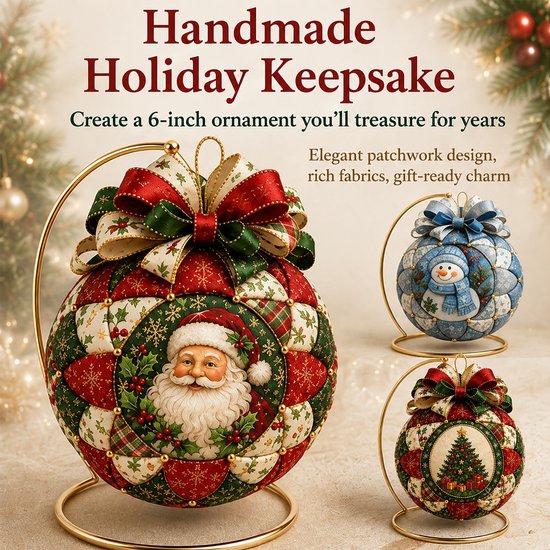 Handmade
Holiday Keepsake
Create a 6-inch ornament you'll treasure for years
Elegant patchwork design,
rich fabrics, gift-ready charm